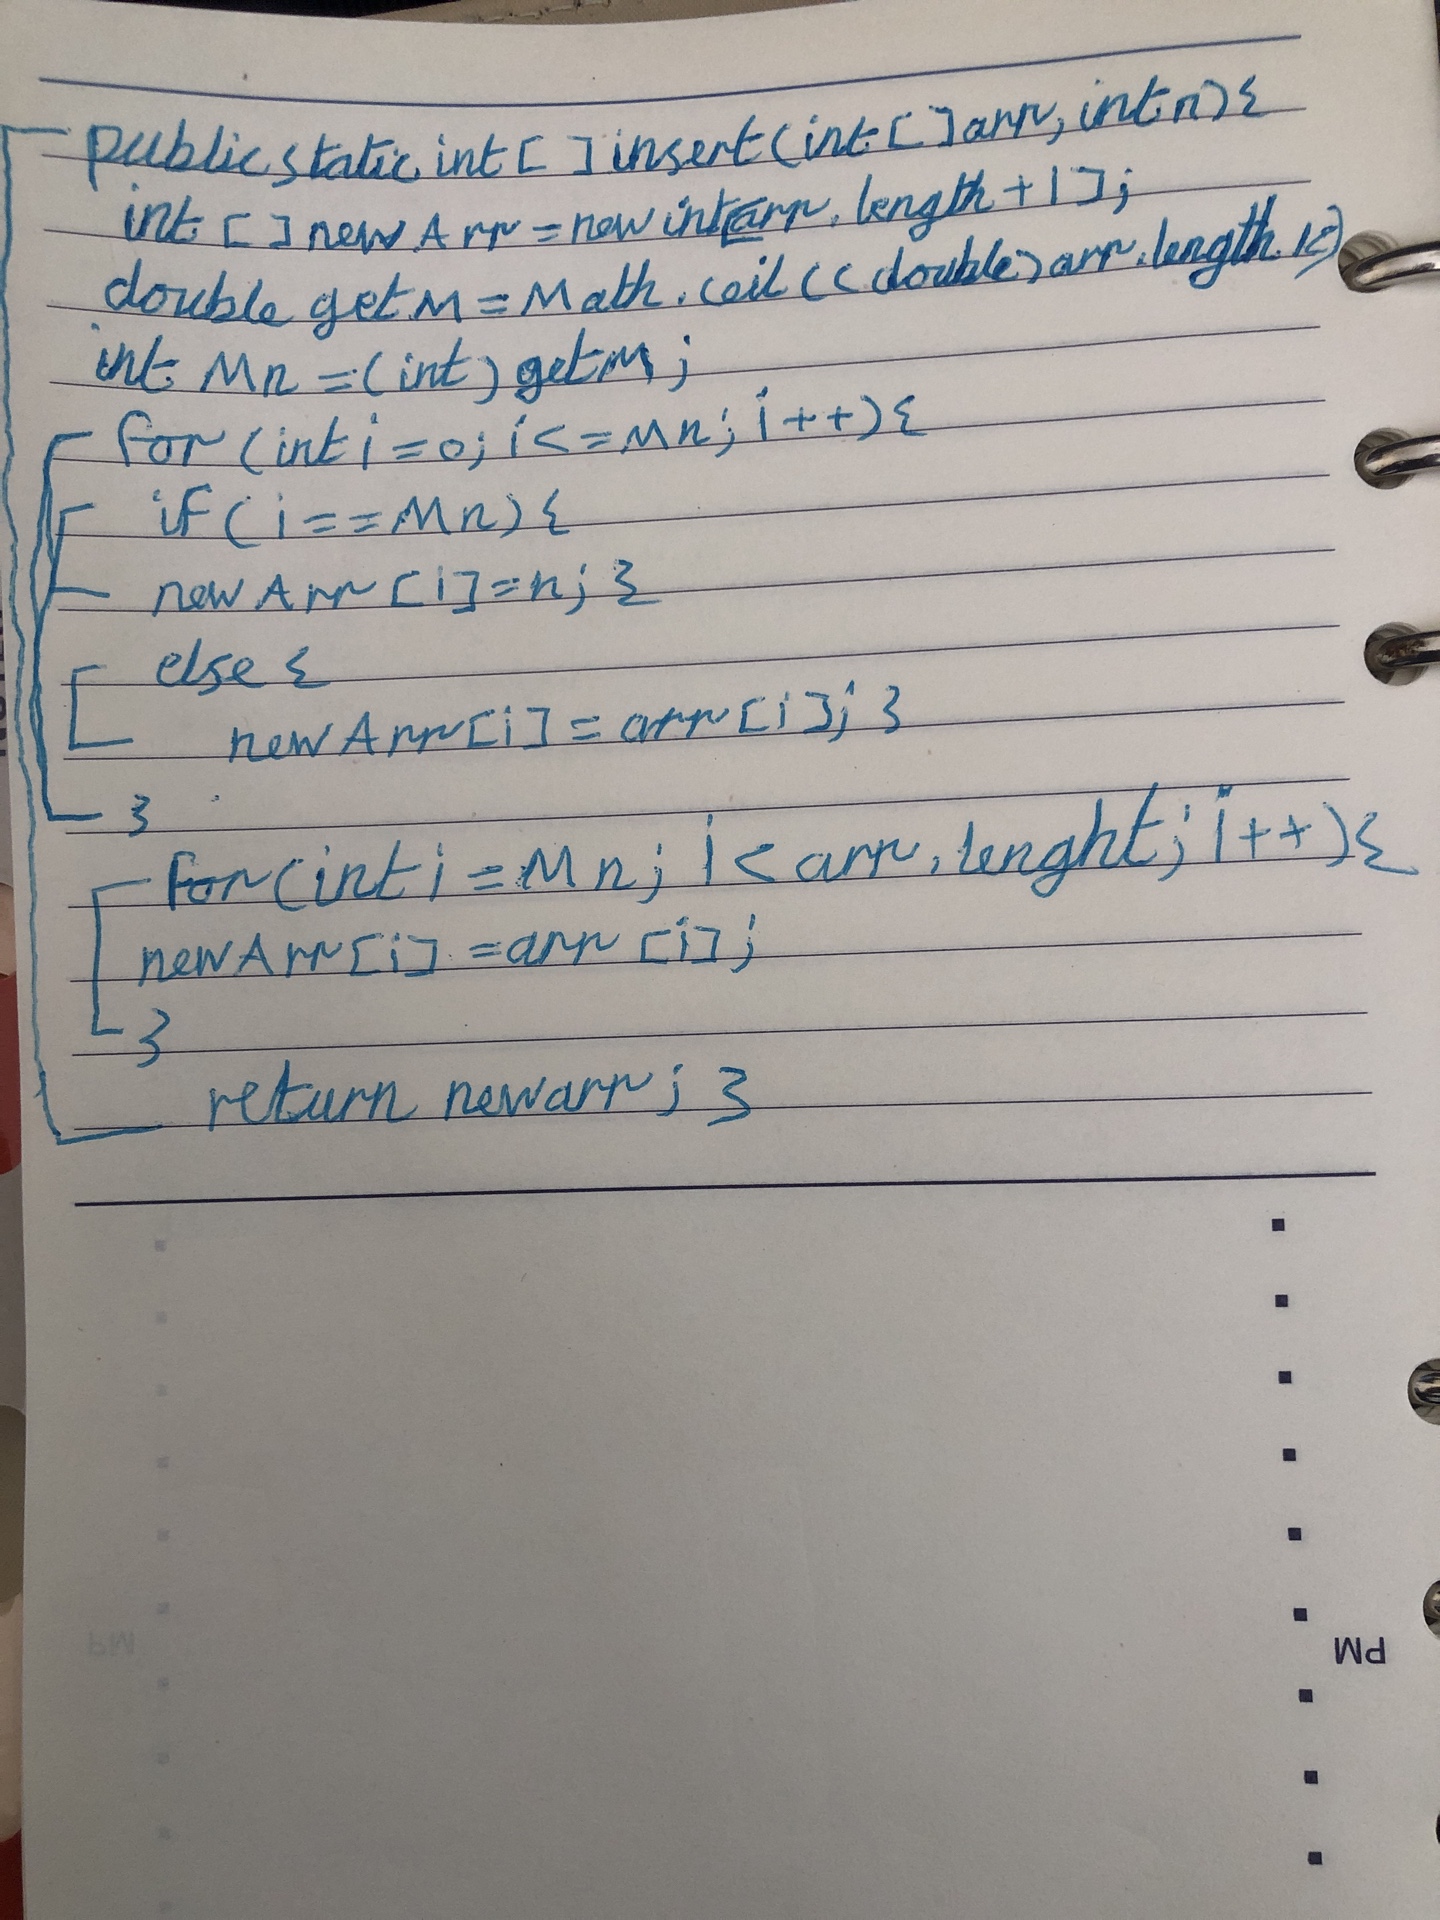 public static int[] insert(int[] arr, int n){
int[] newArr = new int[arr.length+1];
double getM = Math.ceil((double)arr.length.
int Mn = (int) getM;
for (int i=0; i<=Mn; i++){
if (i==Mn){
newArr[i]=n; }
else {
newArr[i] = arr[i]; }
}
for(int i=Mn; i<arr.lenght; i++){
newArr[i] = arr[i];
}
return newarr; }
PM